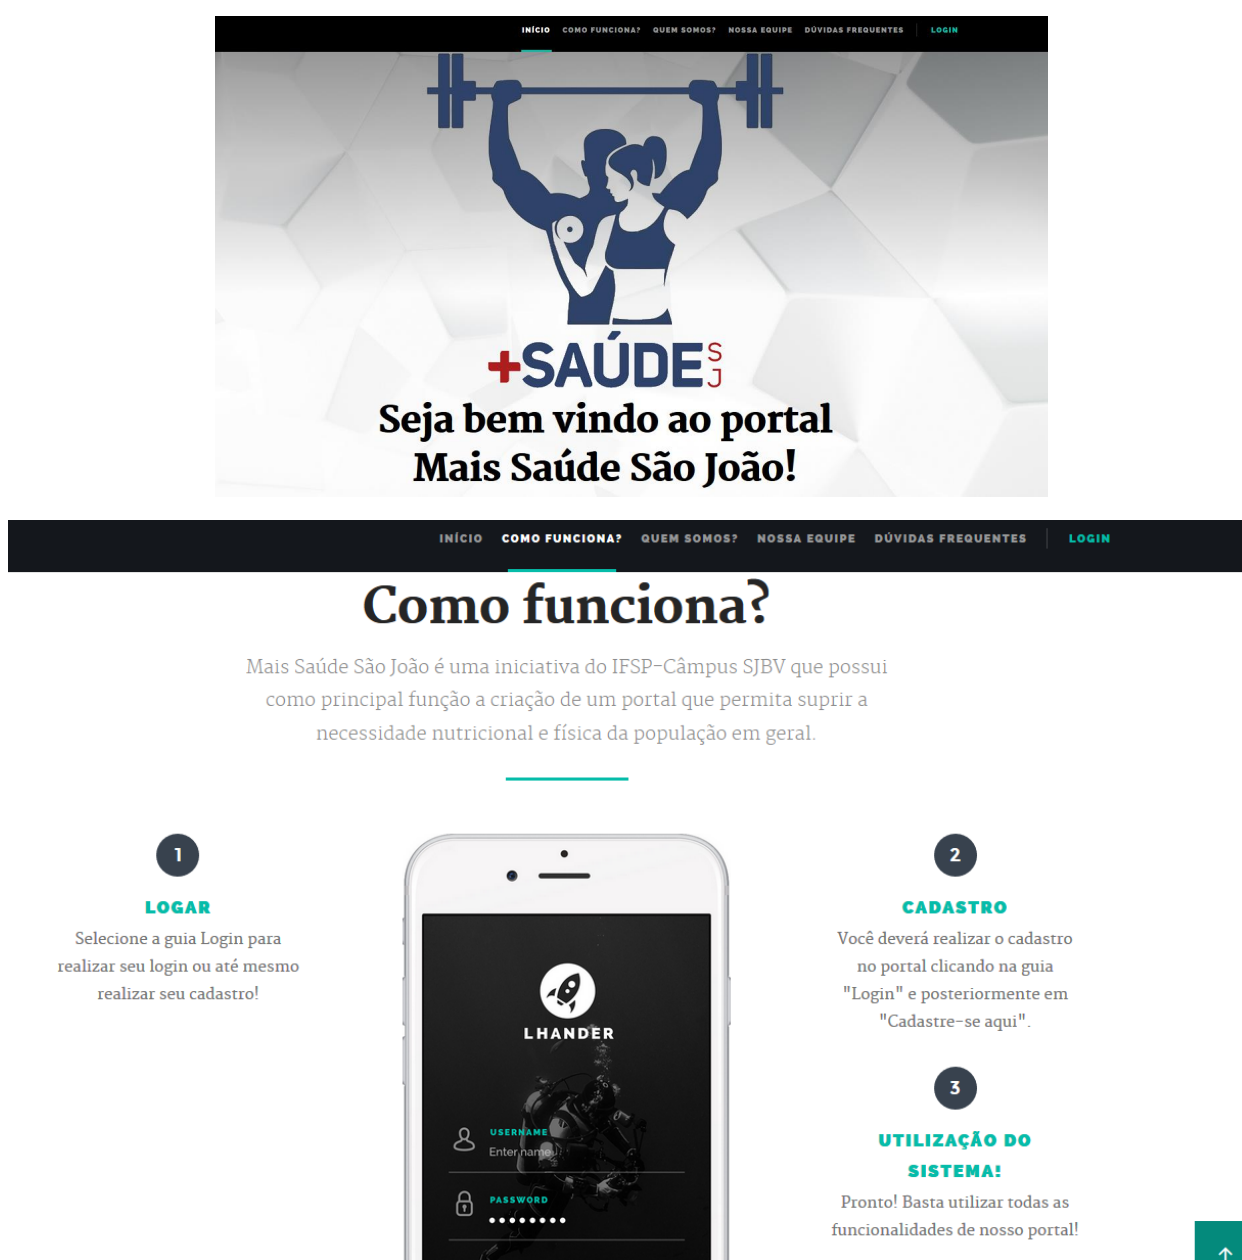 INÍCIO COMO FUNCIONA? QUEM SOMOS? NOSSA EQUIPE DÚVIDAS FREQUENTES LOGIN
+SAÚDE SJ
Seja bem vindo ao portal
Mais Saúde São João!
INÍCIO COMO FUNCIONA? QUEM SOMOS? NOSSA EQUIPE DÚVIDAS FREQUENTES LOGIN
Como funciona?
Mais Saúde São João é uma iniciativa do IFSP-Câmpus SJBV que possui
como principal função a criação de um portal que permita suprir a
necessidade nutricional e física da população em geral.
1
LOGAR
Selecione a guia Login para
realizar seu login ou até mesmo
realizar seu cadastro!
LHANDER
USERNAME
Enter name
PASSWORD
2
CADASTRO
Você deverá realizar o cadastro
no portal clicando na guia
"Login" e posteriormente em
"Cadastre-se aqui".
3
UTILIZAÇÃO DO
SISTEMA!
Pronto! Basta utilizar todas as
funcionalidades de nosso portal!